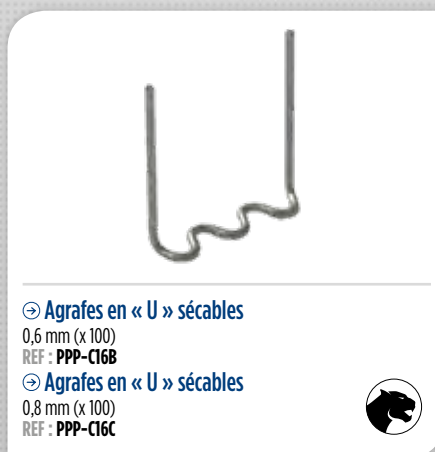 Agrafes en « U » sécables
0,6 mm (x 100)
REF : PPP-C16B
Agrafes en « U » sécables
0,8 mm (x 100)
REF : PPP-C16C